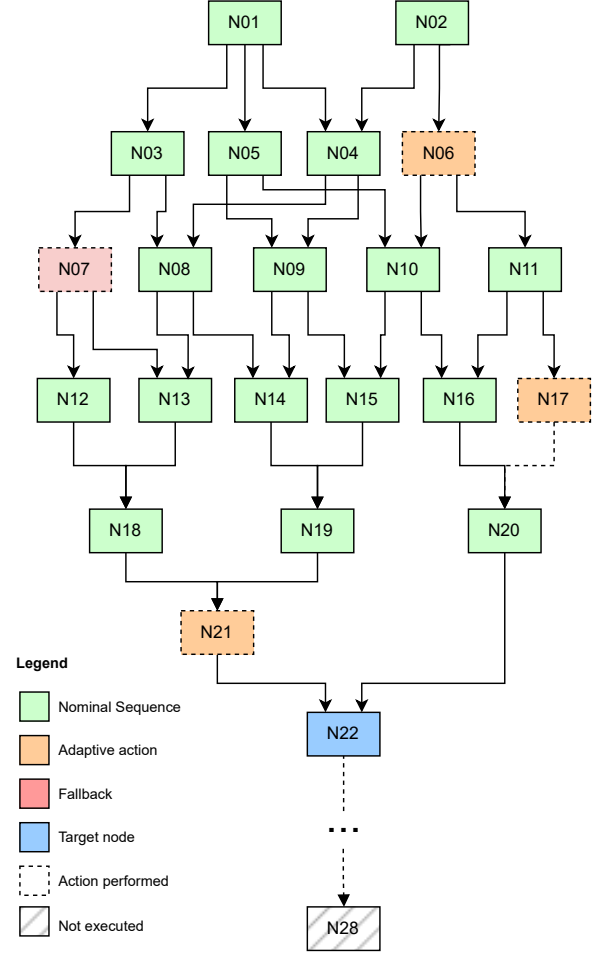 N01 N02
N03 N05 N04 N06
N07 N08 N09 N10 N11
N12 N13 N14 N15 N16 N17
N18 N19 N20
N21
Legend
Nominal Sequence
N22
Adaptive action
Fallback
Target node
...
Action performed
Not executed
N28